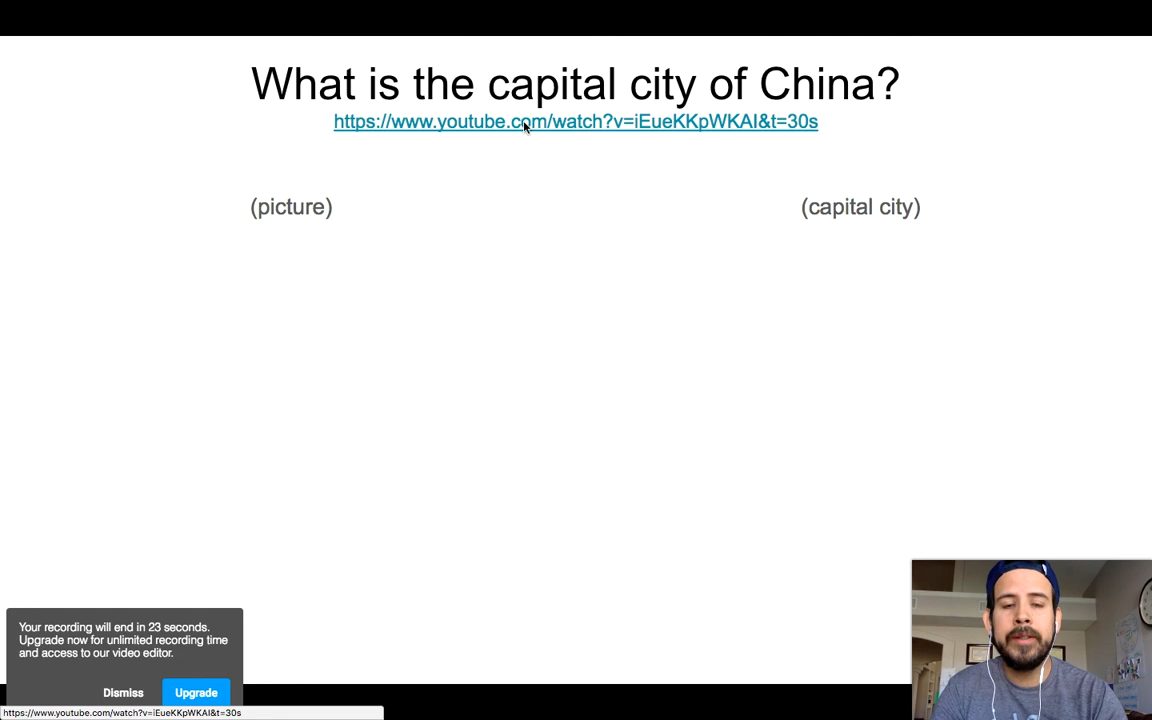 What is the capital city of China?
https://www.youtube.com/watch?v=iEueKKpWKAI&t=30s
(picture)
(capital city)
Your recording will end in 23 seconds.
Upgrade now for unlimited recording time
and access to our video editor.
Dismiss
Upgrade
https://www.youtube.com/watch?v=iEueKKPWKAI&t=30s